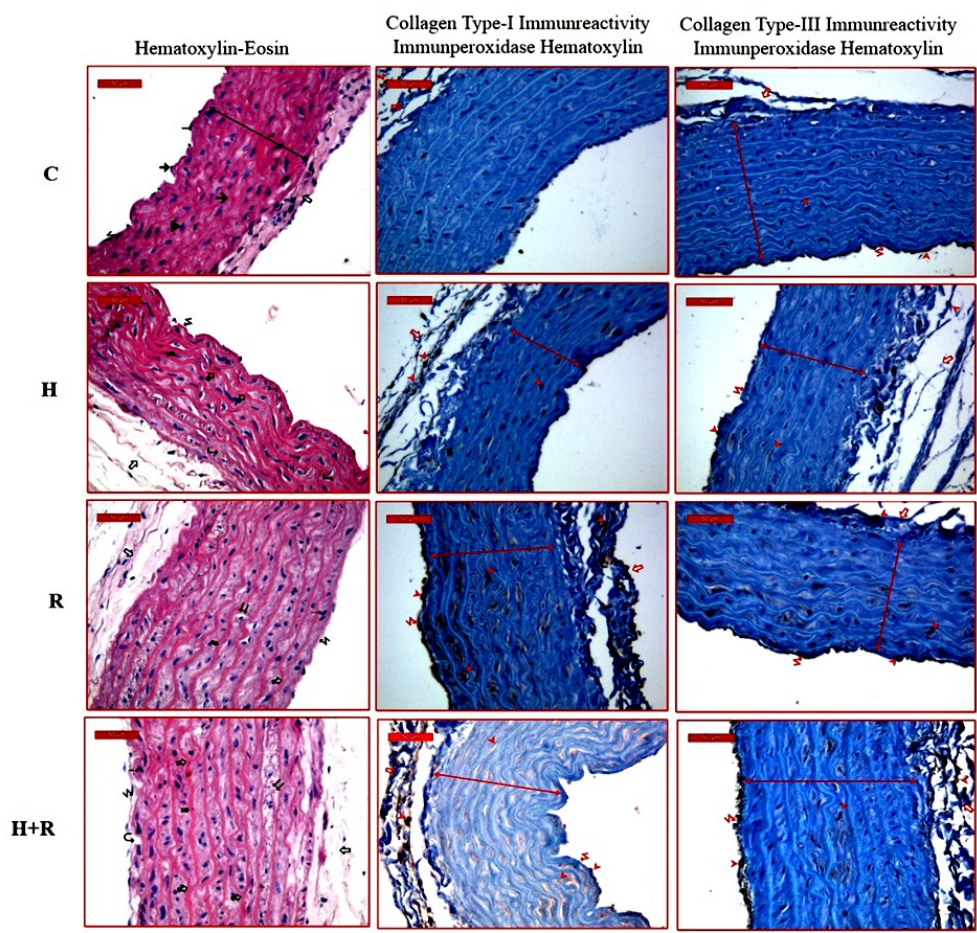 Hematoxylin-Eosin
Collagen Type-I Immunreactivity
Immunperoxidase Hematoxylin
Collagen Type-III Immunreactivity
Immunperoxidase Hematoxylin
C
H
R
H+R